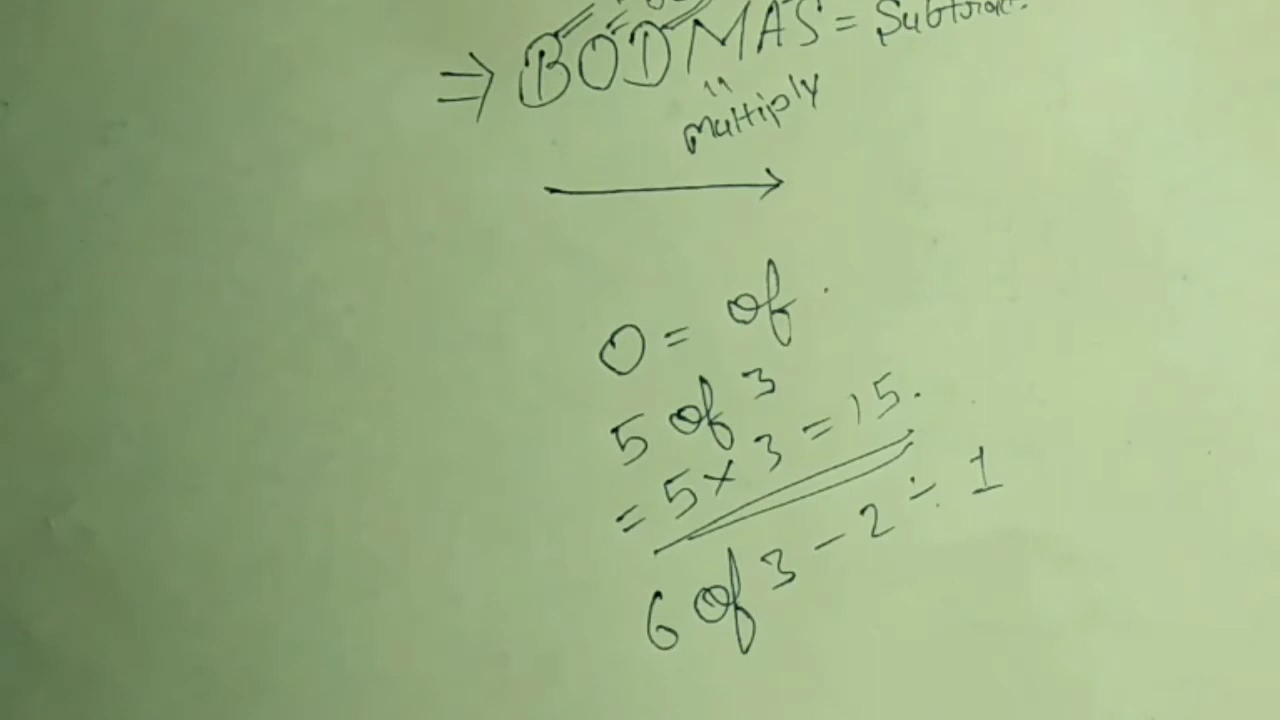 ⇒ BODMAS = Subtract
"
multiply
O = of
5 of 3
= 5 × 3 = 15.
6 of 3 - 2 ÷ 1